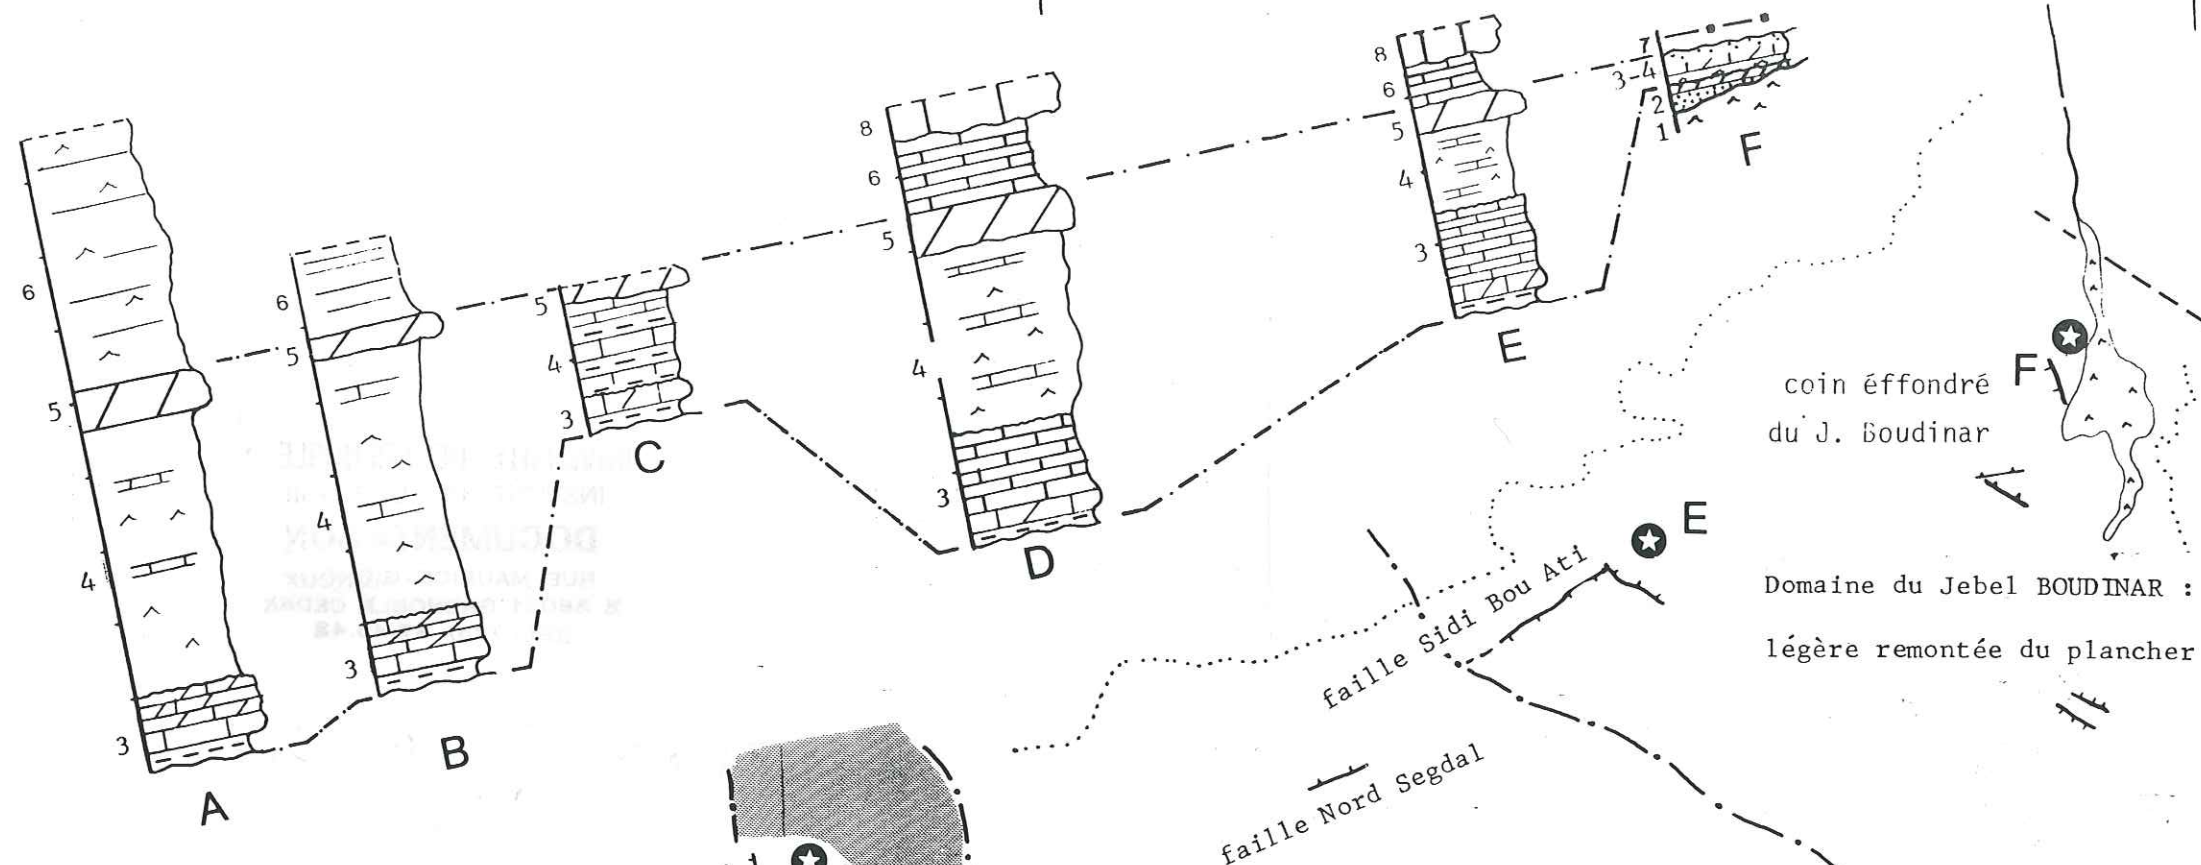 6
5
4
3
A
6
5
4
3
B
5
4
3
C
8
6
5
4
3
D
8
6
5
4
3
E
7
3-4
2
1
F
coin éffondré
du J. Boudinar
F
E
Domaine du Jebel BOUDINAR :
légère remontée du plancher
faille Sidi Bou Ati
faille Nord Segdal